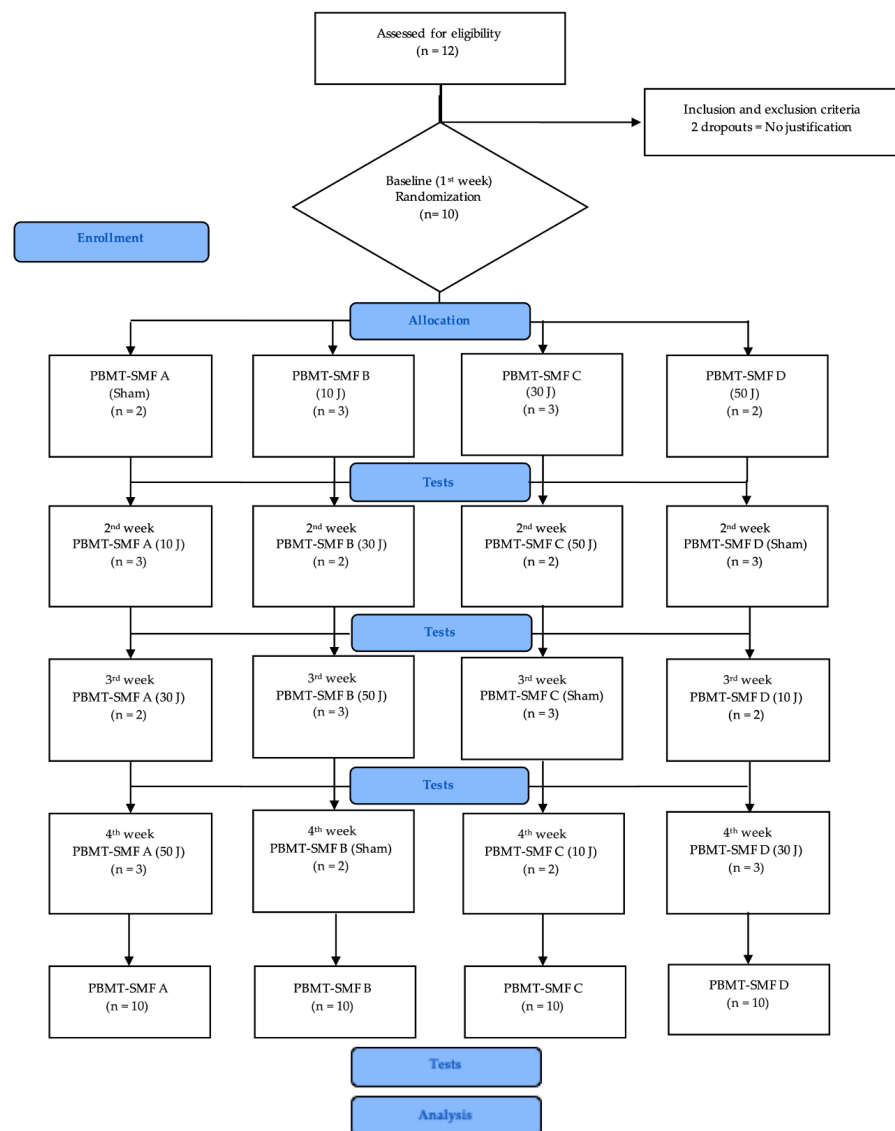 Assessed for eligibility
(n = 12)
Inclusion and exclusion criteria
2 dropouts = No justification
Baseline (1st week)
Randomization
(n= 10)
Enrollment
Allocation
PBMT-SMF A
(Sham)
(n = 2)
PBMT-SMF B
(10 J)
(n = 3)
PBMT-SMF C
(30 J)
(n = 3)
PBMT-SMF D
(50 J)
(n = 2)
Tests
2nd week
PBMT-SMF A (10 J)
(n = 3)
2nd week
PBMT-SMF B (30 J)
(n = 2)
2nd week
PBMT-SMF C (50 J)
(n = 2)
2nd week
PBMT-SMF D (Sham)
(n = 3)
Tests
3rd week
PBMT-SMF A (30 J)
(n = 2)
3rd week
PBMT-SMF B (50 J)
(n = 3)
3rd week
PBMT-SMF C (Sham)
(n = 3)
3rd week
PBMT-SMF D (10 J)
(n = 2)
Tests
4th week
PBMT-SMF A (50 J)
(n = 3)
4th week
PBMT-SMF B (Sham)
(n = 2)
4th week
PBMT-SMF C (10 J)
(n = 2)
4th week
PBMT-SMF D (30 J)
(n = 3)
PBMT-SMF A
(n = 10)
PBMT-SMF B
(n = 10)
PBMT-SMF C
(n = 10)
PBMT-SMF D
(n = 10)
Tests
Analysis